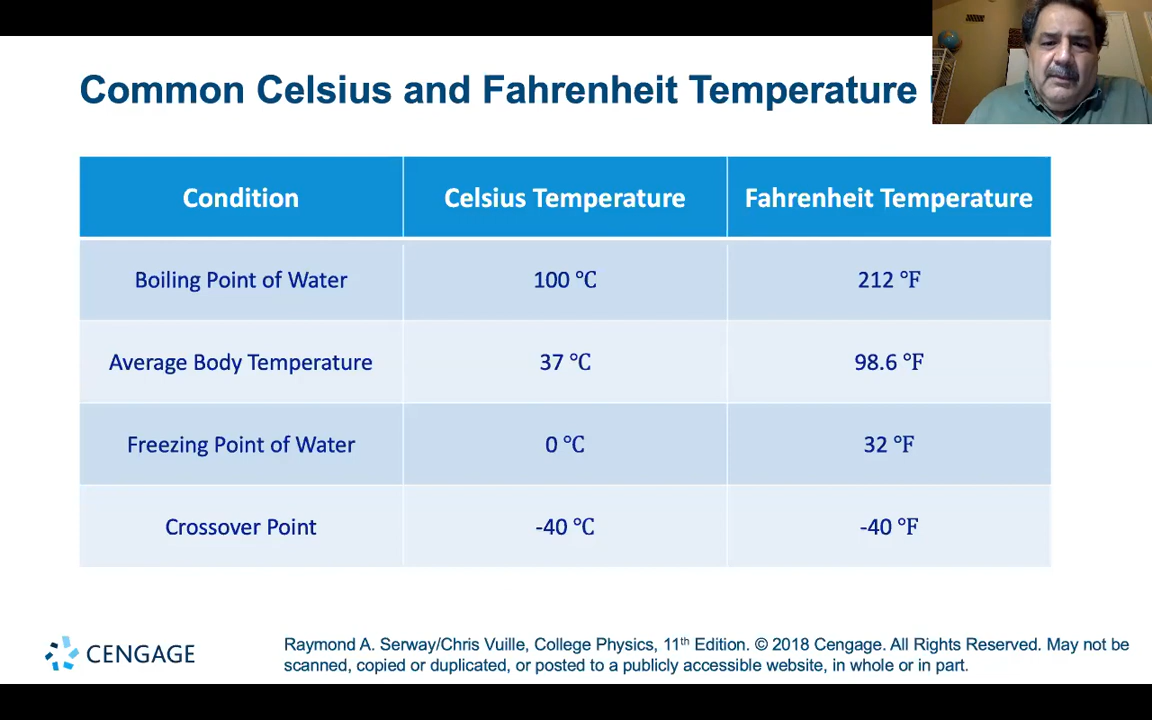 Common Celsius and Fahrenheit Temperature
Condition
Celsius Temperature
Fahrenheit Temperature
Boiling Point of Water
100 °C
212 °F
Average Body Temperature
37 °C
98.6 °F
Freezing Point of Water
0 °C
32 °F
Crossover Point
-40 °C
-40 °F
CENGAGE
Raymond A. Serway/Chris Vuille, College Physics, 11th Edition. © 2018 Cengage. All Rights Reserved. May not be
scanned, copied or duplicated, or posted to a publicly accessible website, in whole or in part.